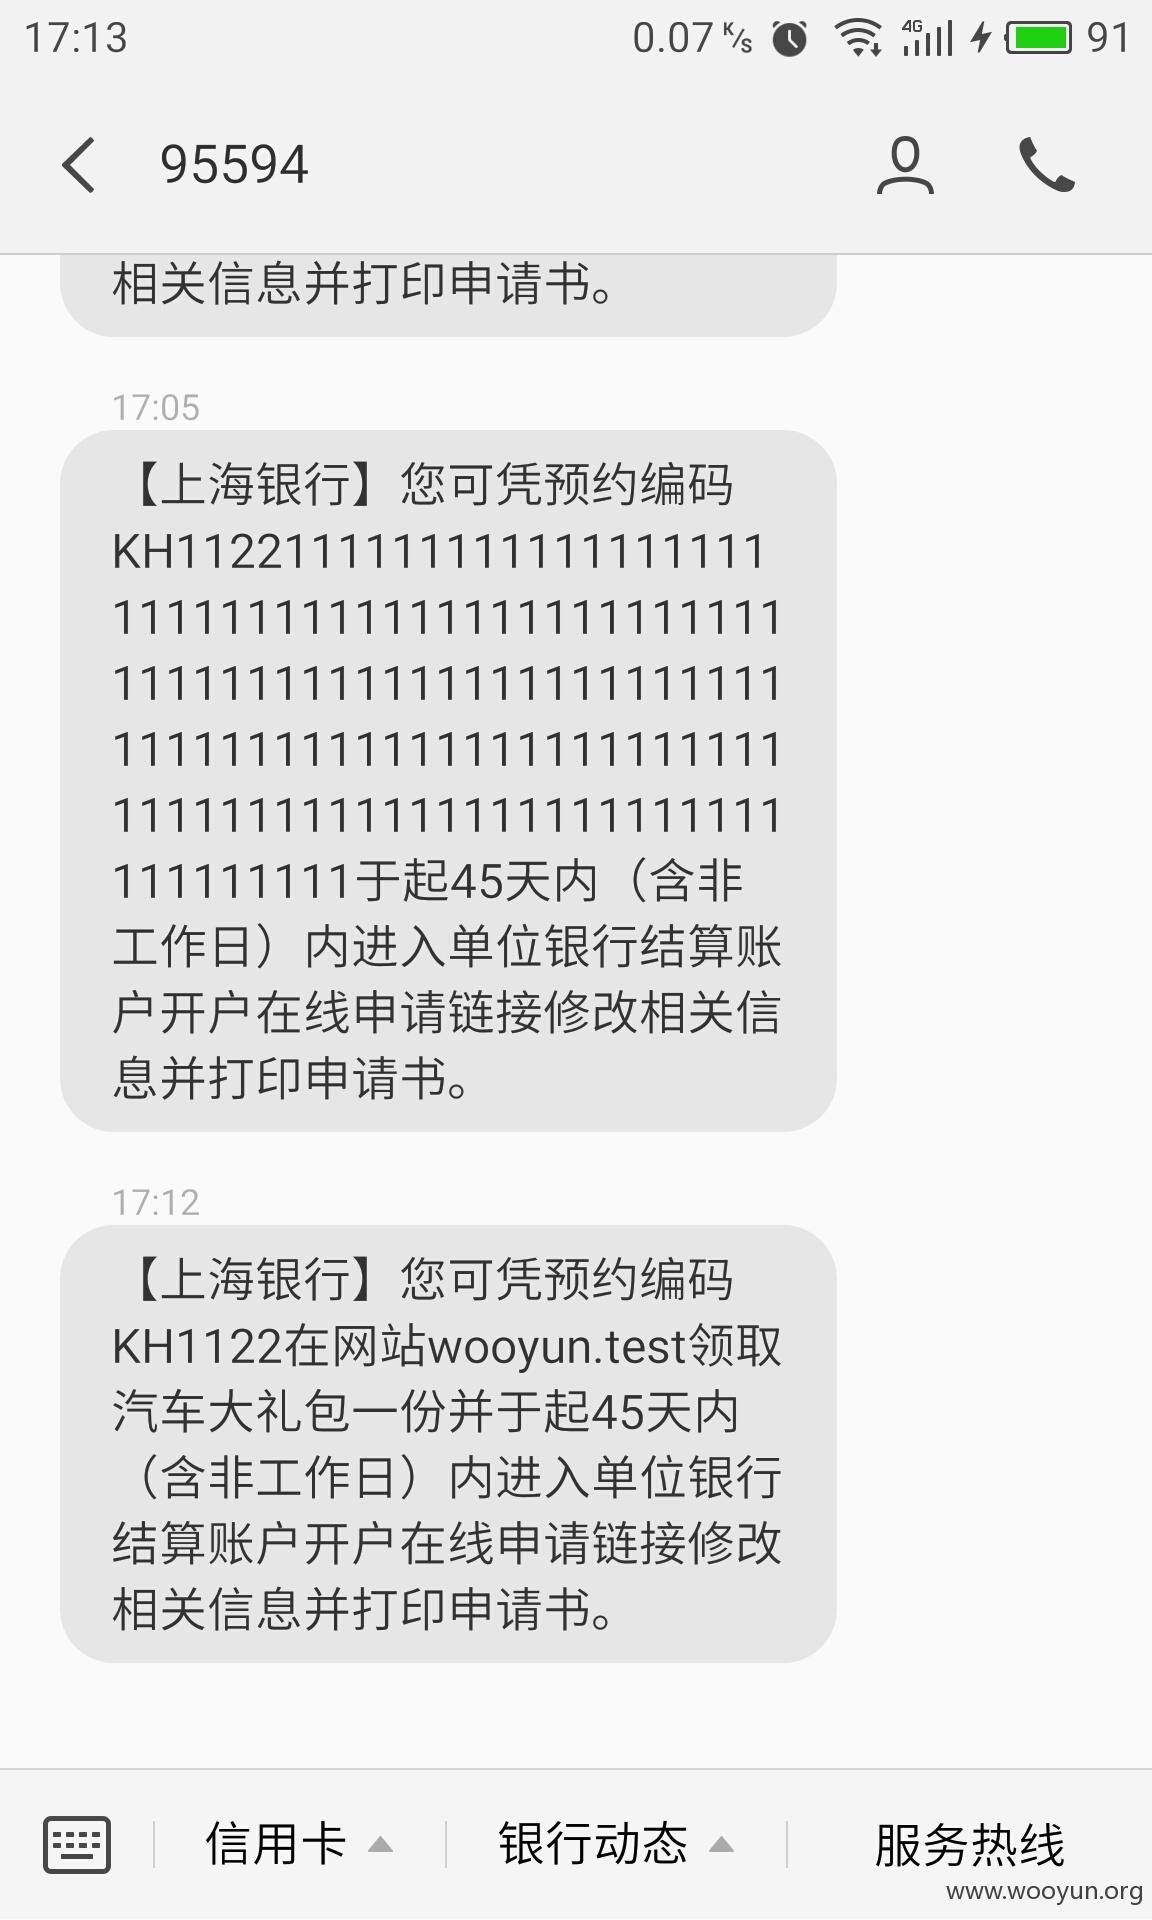 17:13
0.07 K/s
4G
91
95594
相关信息并打印申请书。
17:05
【上海银行】您可凭预约编码
KH1122111111111111111111
1111111111111111111111111
1111111111111111111111111
1111111111111111111111111
1111111111111111111111111
111111111于起45天内（含非
工作日）内进入单位银行结算账
户开户在线申请链接修改相关信
息并打印申请书。
17:12
【上海银行】您可凭预约编码
KH1122在网站wooyun.test领取
汽车大礼包一份并于起45天内
（含非工作日）内进入单位银行
结算账户开户在线申请链接修改
相关信息并打印申请书。
信用卡
银行动态
服务热线
www.wooyun.org